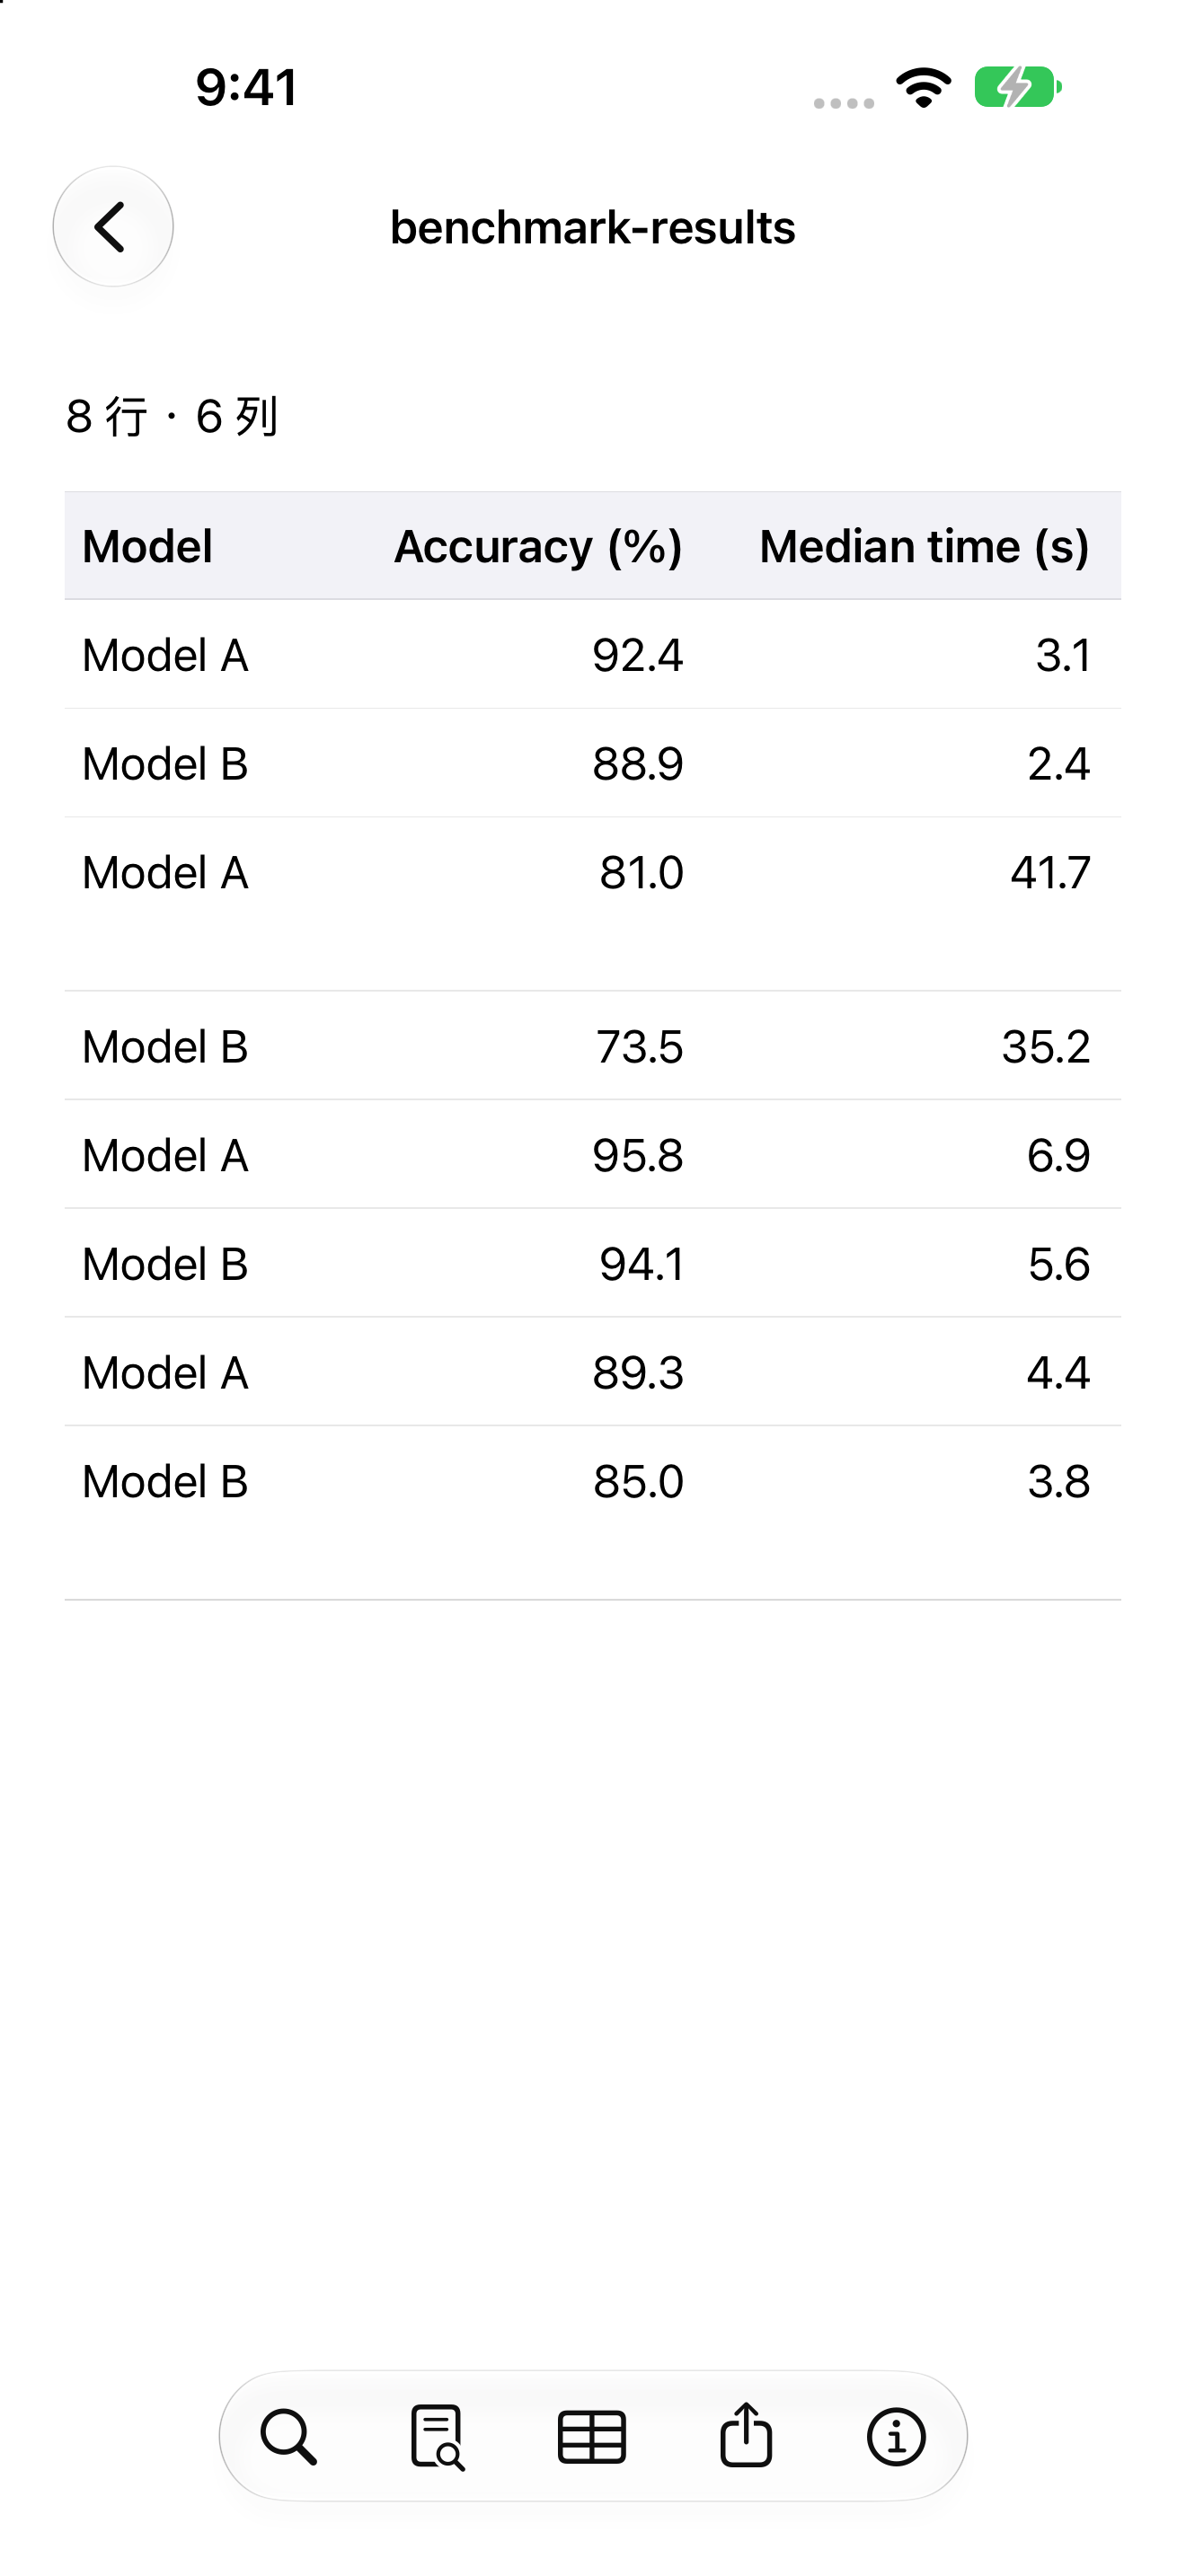 9:41
benchmark-results
8 行 · 6 列
Model Accuracy (%) Median time (s)
Model A 92.4 3.1
Model B 88.9 2.4
Model A 81.0 41.7
Model B 73.5 35.2
Model A 95.8 6.9
Model B 94.1 5.6
Model A 89.3 4.4
Model B 85.0 3.8